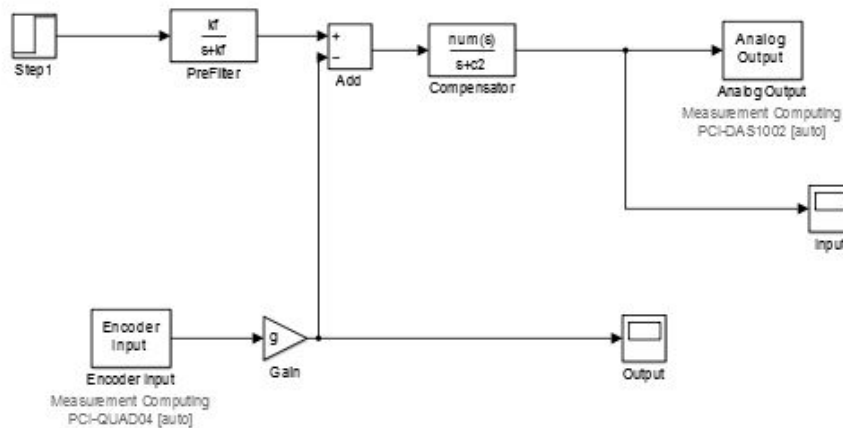 Step1
kf
s+kf
PreFilter
+
−
Add
num(s)
s+c2
Compensator
Analog
Output
Analog Output
Measurement Computing
PCI-DAS1002 [auto]
Input
Encoder
Input
Encoder Input
Measurement Computing
PCI-QUAD04 [auto]
g
Gain
Output